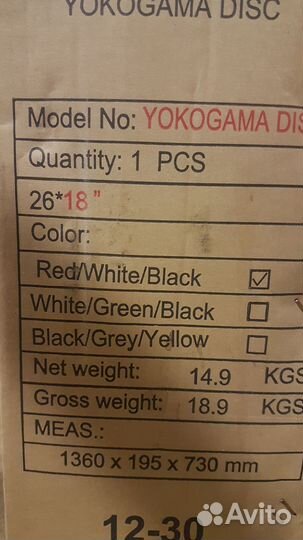 YOKOGAMA DISC
Model No: YOKOGAMA DIS
Quantity: 1 PCS
26*18"
Color:
Red/White/Black ☑
White/Green/Black ☐
Black/Grey/Yellow ☐
Net weight: 14.9 KGS
Gross weight: 18.9 KGS
MEAS.:
1360 x 195 x 730 mm
12-30
Avito